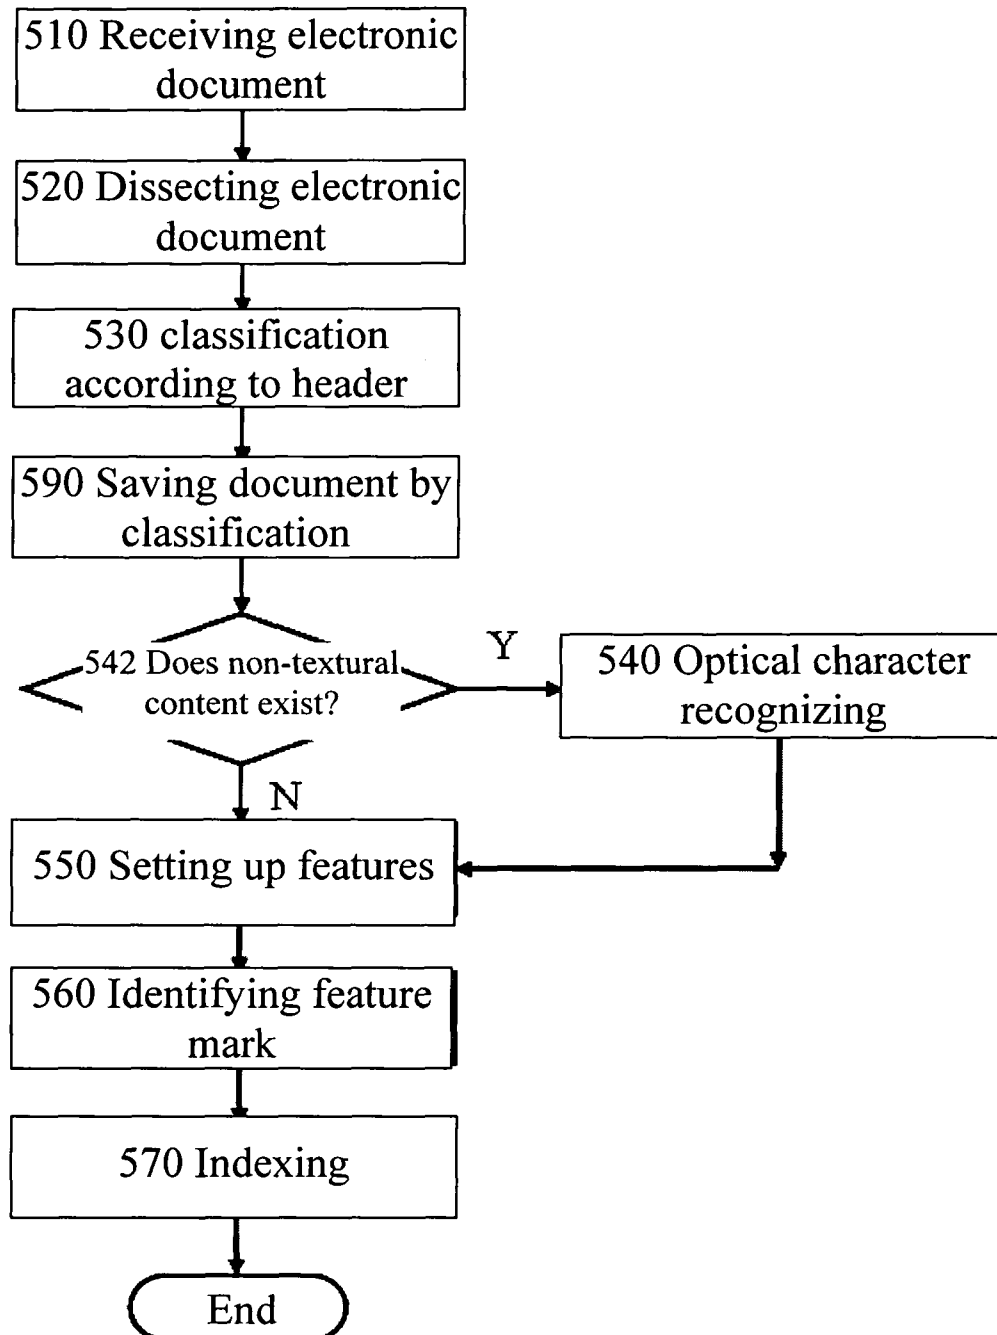 510 Receiving electronic
document
520 Dissecting electronic
document
530 classification
according to header
590 Saving document by
classification
542 Does non-textural
content exist?
Y
540 Optical character
recognizing
N
550 Setting up features
560 Identifying feature
mark
570 Indexing
End